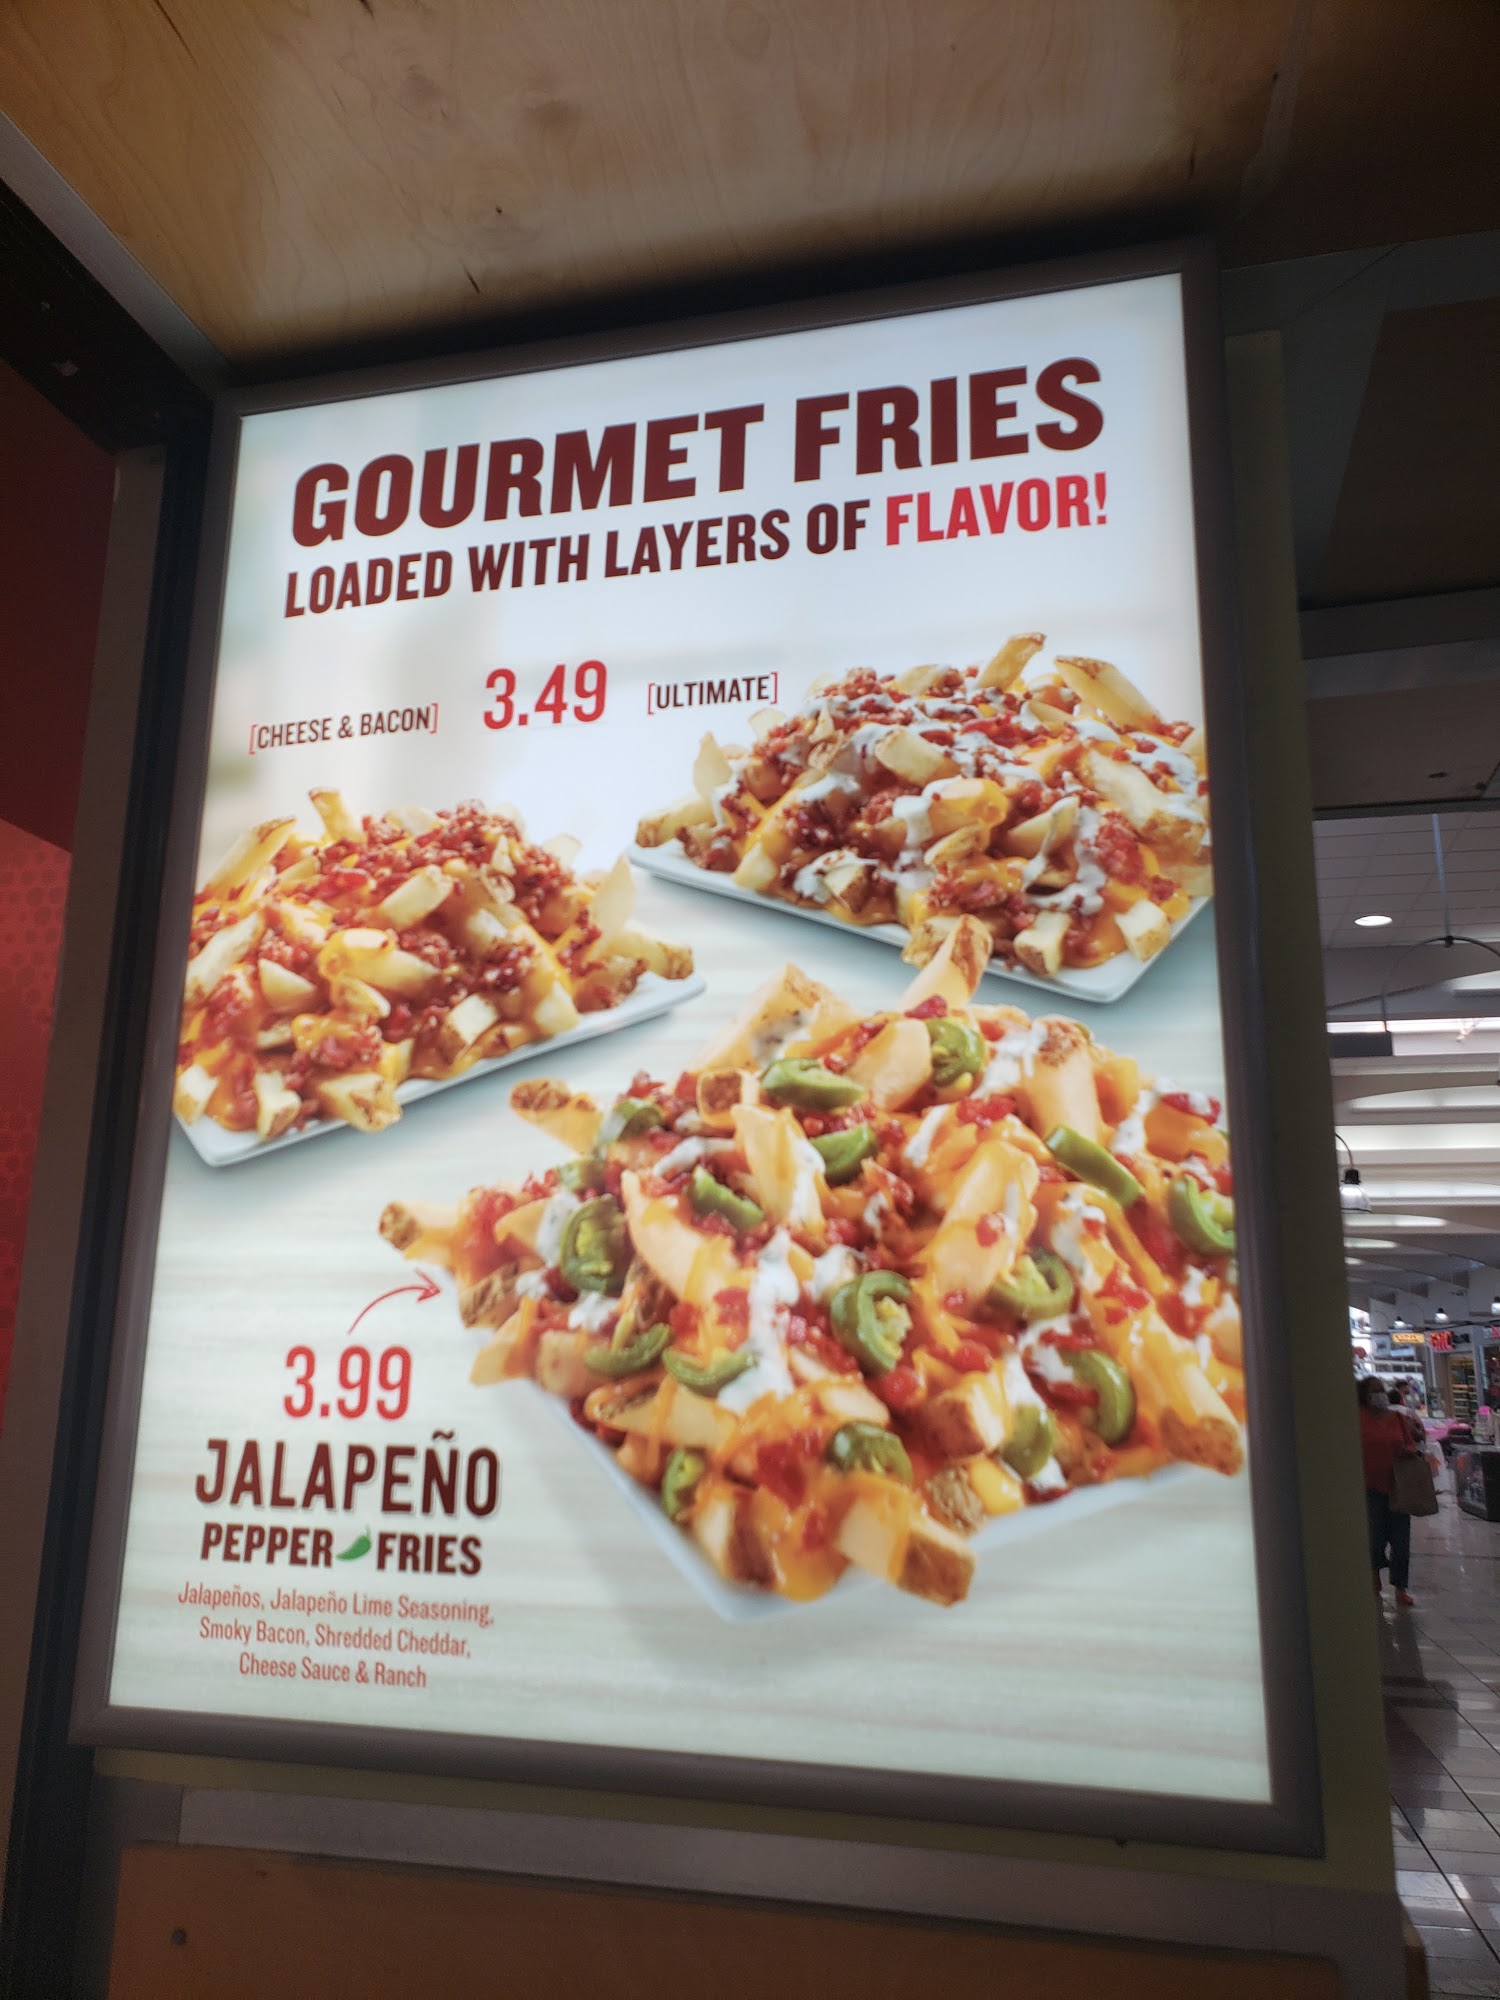 GOURMET FRIES
LOADED WITH LAYERS OF FLAVOR!
[CHEESE & BACON] 3.49 [ULTIMATE]
3.99
JALAPEÑO
PEPPER FRIES
Jalapeños, Jalapeño Lime Seasoning,
Smoky Bacon, Shredded Cheddar,
Cheese Sauce & Ranch